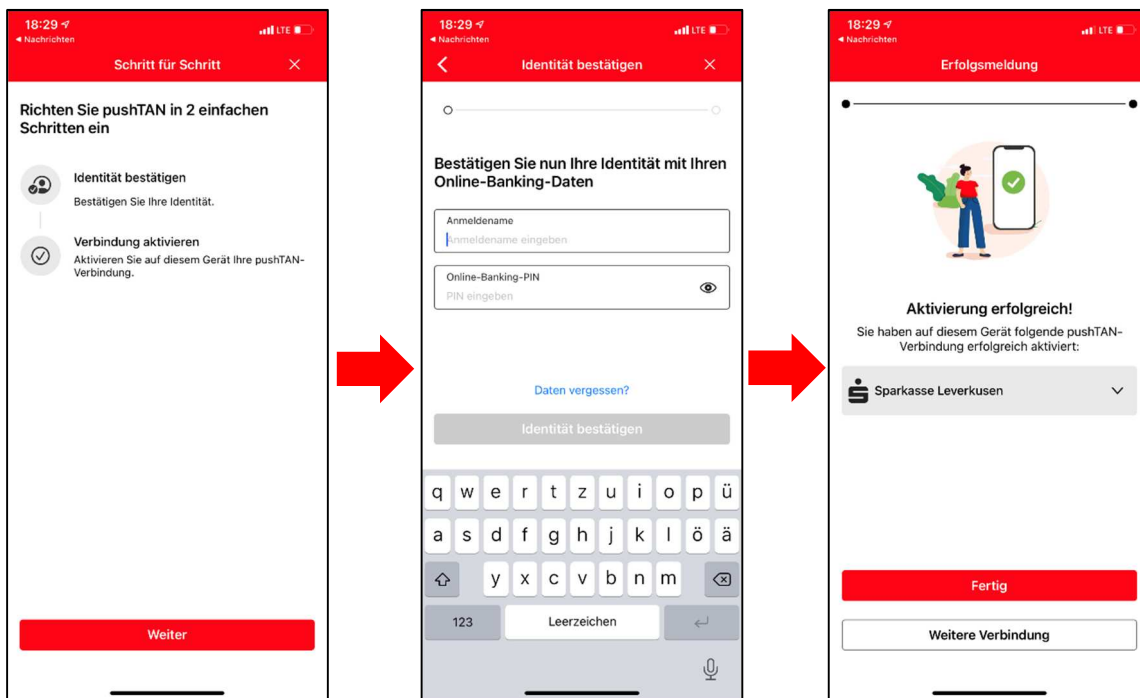 18:29
LTE
◀ Nachrichten
Schritt für Schritt
Richten Sie pushTAN in 2 einfachen
Schritten ein
Identität bestätigen
Bestätigen Sie Ihre Identität.
Verbindung aktivieren
Aktivieren Sie auf diesem Gerät Ihre pushTAN-
Verbindung.
Weiter
18:29
LTE
◀ Nachrichten
Identität bestätigen
Bestätigen Sie nun Ihre Identität mit Ihren
Online-Banking-Daten
Anmeldename
Anmeldename eingeben
Online-Banking-PIN
PIN eingeben
Daten vergessen?
Identität bestätigen
q w e r t z u i o p ü
a s d f g h j k l ö ä
y x c v b n m
123 Leerzeichen
18:29
LTE
◀ Nachrichten
Erfolgsmeldung
Aktivierung erfolgreich!
Sie haben auf diesem Gerät folgende pushTAN-
Verbindung erfolgreich aktiviert:
Sparkasse Leverkusen
Fertig
Weitere Verbindung